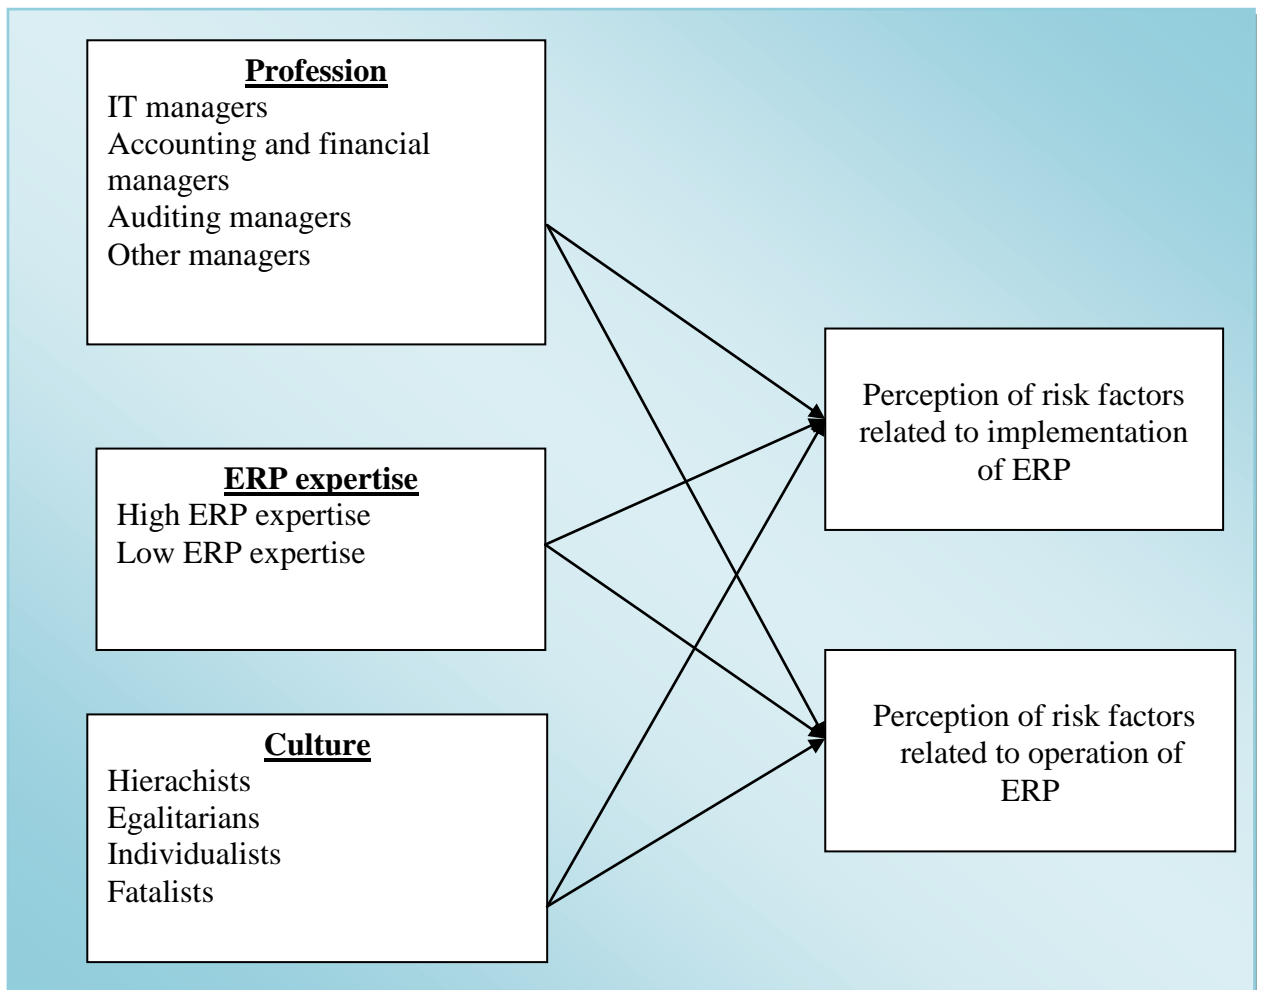 Profession
IT managers
Accounting and financial
managers
Auditing managers
Other managers
ERP expertise
High ERP expertise
Low ERP expertise
Culture
Hierachists
Egalitarians
Individualists
Fatalists
Perception of risk factors
related to implementation
of ERP
Perception of risk factors
related to operation of
ERP